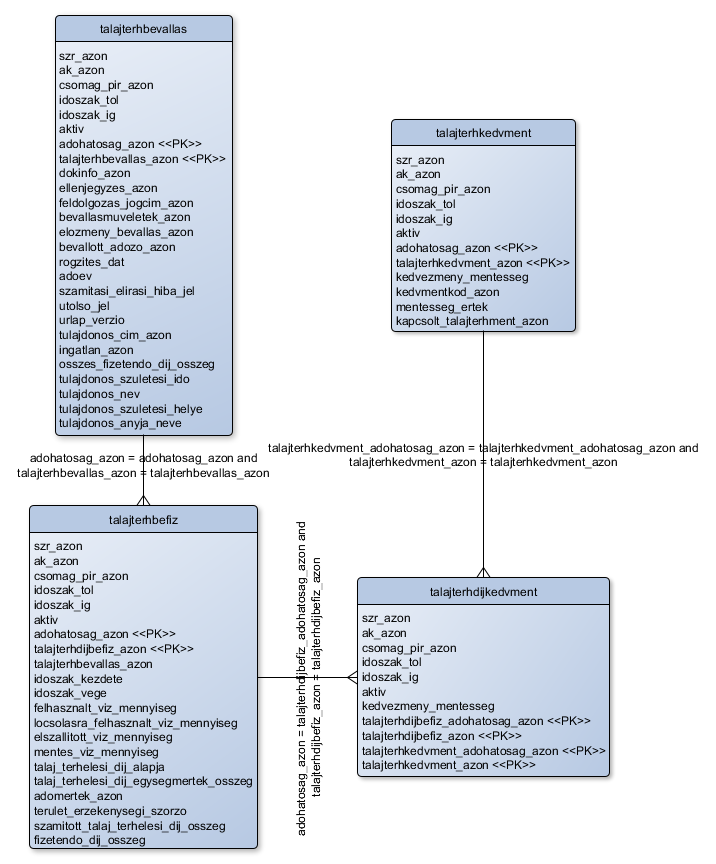 talajterhbevallas
szr_azon
ak_azon
csomag_pir_azon
idoszak_tol
idoszak_ig
aktiv
adohatosag_azon <<PK>>
talajterhbevallas_azon <<PK>>
dokinfo_azon
ellenjegyzes_azon
feldolgozas_jogcim_azon
bevallasmuveletek_azon
elozmeny_bevallas_azon
bevallott_adozo_azon
rogzites_dat
adoev
szamitasi_elirasi_hiba_jel
utolso_jel
urlap_verzio
tulajdonos_cim_azon
ingatlan_azon
osszes_fizetendo_dij_osszeg
tulajdonos_szuletesi_ido
tulajdonos_nev
tulajdonos_szuletesi_helye
tulajdonos_anyja_neve
talajterhkedvment
szr_azon
ak_azon
csomag_pir_azon
idoszak_tol
idoszak_ig
aktiv
adohatosag_azon <<PK>>
talajterhkedvment_azon <<PK>>
kedvezmeny_mentesseg
kedvmentkod_azon
mentesseg_ertek
kapcsolt_talajterhment_azon
adohatosag_azon = adohatosag_azon and
talajterhbevallas_azon = talajterhbevallas_azon
talajterhkedvment_adohatosag_azon = talajterhkedvment_adohatosag_azon and
talajterhkedvment_azon = talajterhkedvment_azon
talajterhbefiz
szr_azon
ak_azon
csomag_pir_azon
idoszak_tol
idoszak_ig
aktiv
adohatosag_azon <<PK>>
talajterhdijbefiz_azon <<PK>>
talajterhbevallas_azon
idoszak_kezdete
idoszak_vege
felhasznalt_viz_mennyiseg
locsolasra_felhasznalt_viz_mennyiseg
elszallitott_viz_mennyiseg
mentes_viz_mennyiseg
talaj_terhelesi_dij_alapja
talaj_terhelesi_dij_egysegmertek_osszeg
adomertek_azon
terulet_erzekenysegi_szorzo
szamitott_talaj_terhelesi_dij_osszeg
fizetendo_dij_osszeg
adohatosag_azon = talajterhdijbefiz_adohatosag_azon and
talajterhdijbefiz_azon = talajterhdijbefiz_azon
talajterhdijkedvment
szr_azon
ak_azon
csomag_pir_azon
idoszak_tol
idoszak_ig
aktiv
kedvezmeny_mentesseg
talajterhdijbefiz_adohatosag_azon <<PK>>
talajterhdijbefiz_azon <<PK>>
talajterhkedvment_adohatosag_azon <<PK>>
talajterhkedvment_azon <<PK>>